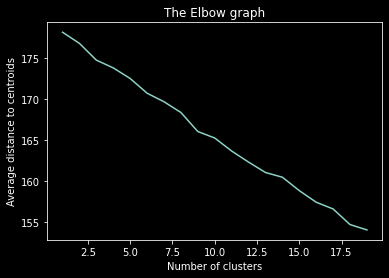 The Elbow graph
Average distance to centroids
175
170
165
160
155
2.5 5.0 7.5 10.0 12.5 15.0 17.5
Number of clusters